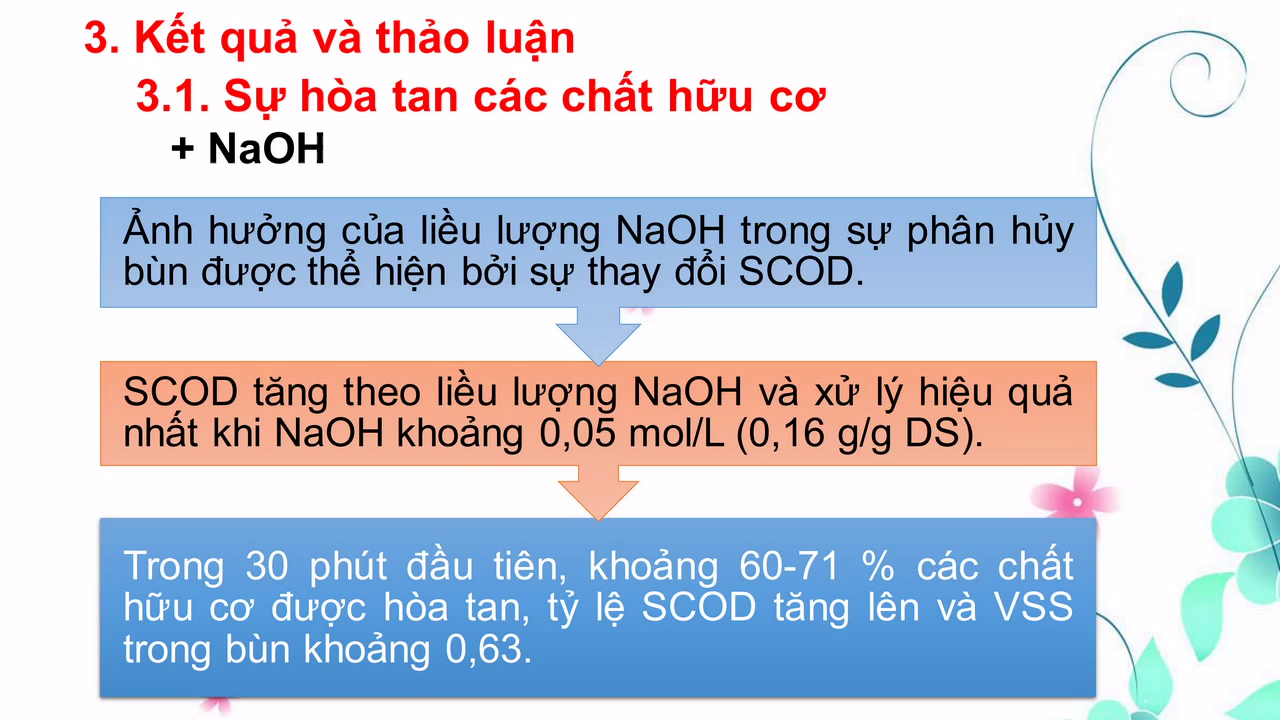 3. Kết quả và thảo luận
3.1. Sự hòa tan các chất hữu cơ
+ NaOH
Ảnh hưởng của liều lượng NaOH trong sự phân hủy
bùn được thể hiện bởi sự thay đổi SCOD.
SCOD tăng theo liều lượng NaOH và xử lý hiệu quả
nhất khi NaOH khoảng 0,05 mol/L (0,16 g/g DS).
Trong 30 phút đầu tiên, khoảng 60-71 % các chất
hữu cơ được hòa tan, tỷ lệ SCOD tăng lên và VSS
trong bùn khoảng 0,63.